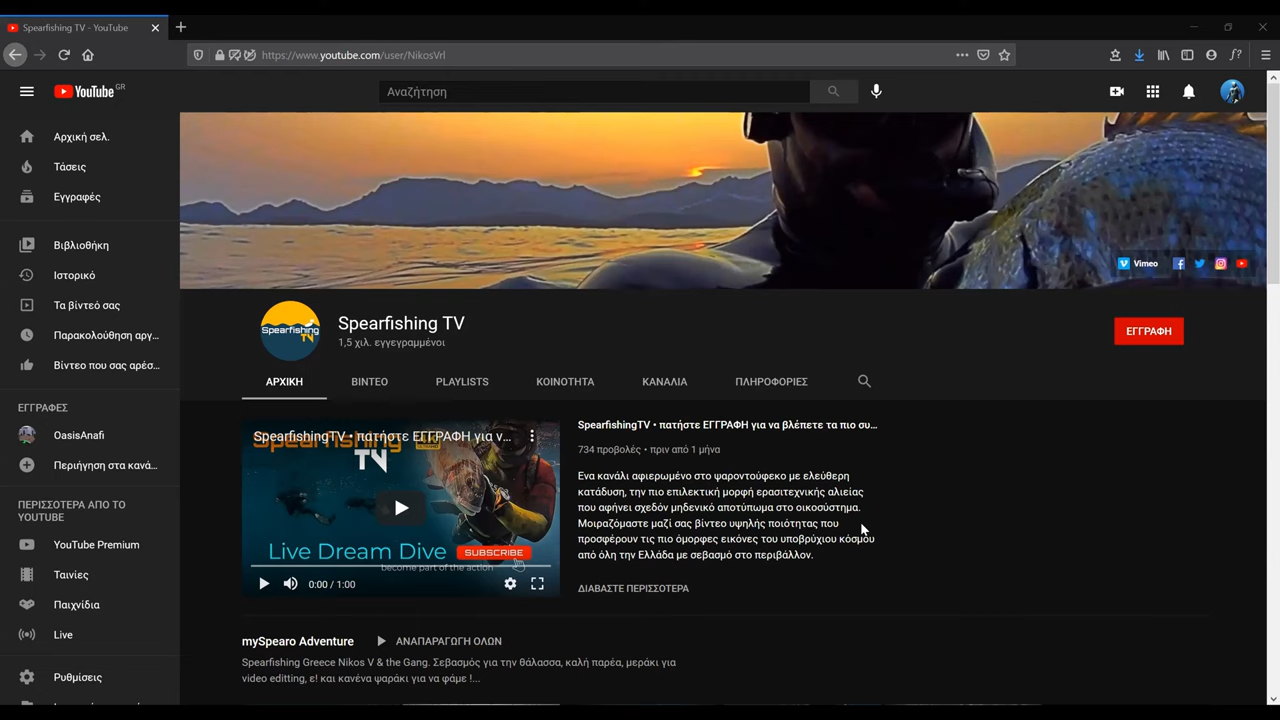 Spearfishing TV - YouTube
https://www.youtube.com/user/NikosVrl
f?
YouTube GR
Αναζήτηση
Αρχική σελ.
Τάσεις
Εγγραφές
Βιβλιοθήκη
Ιστορικό
Τα βίντεό σας
Παρακολούθηση αργ...
Βίντεο που σας αρέσ...
ΕΓΓΡΑΦΕΣ
OasisAnafi
Περιήγηση στα κανά...
ΠΕΡΙΣΣΟΤΕΡΑ ΑΠΟ ΤΟ
YOUTUBE
YouTube Premium
Ταινίες
Παιχνίδια
Live
Ρυθμίσεις
Vimeo
Spearfishing
TV
Spearfishing TV
1,5 χιλ. εγγεγραμμένοι
ΕΓΓΡΑΦΗ
ΑΡΧΙΚΗ ΒΙΝΤΕΟ PLAYLISTS ΚΟΙΝΟΤΗΤΑ ΚΑΝΑΛΙΑ ΠΛΗΡΟΦΟΡΙΕΣ
SpearfishingTV • πατήστε ΕΓΓΡΑΦΗ για ν...
Spearfishing
TV
Live Dream Dive SUBSCRIBE
become part of the action
0:00 / 1:00
SpearfishingTV • πατήστε ΕΓΓΡΑΦΗ για να βλέπετε τα πιο συ...
734 προβολές • πριν από 1 μήνα
Ενα κανάλι αφιερωμένο στο ψαροντούφεκο με ελεύθερη
κατάδυση, την πιο επιλεκτική μορφή ερασιτεχνικής αλιείας
που αφήνει σχεδόν μηδενικό αποτύπωμα στο οικοσύστημα.
Μοιραζόμαστε μαζί σας βίντεο υψηλής ποιότητας που
προσφέρουν τις πιο όμορφες εικόνες του υποβρύχιου κόσμου
από όλη την Ελλάδα με σεβασμό στο περιβάλλον.
ΔΙΑΒΑΣΤΕ ΠΕΡΙΣΣΟΤΕΡΑ
mySpearo Adventure ΑΝΑΠΑΡΑΓΩΓΗ ΟΛΩΝ
Spearfishing Greece Nikos V & the Gang. Σεβασμός για την θάλασσα, καλή παρέα, μεράκι για
video editting, ε! και κανένα ψαράκι για να φάμε !...